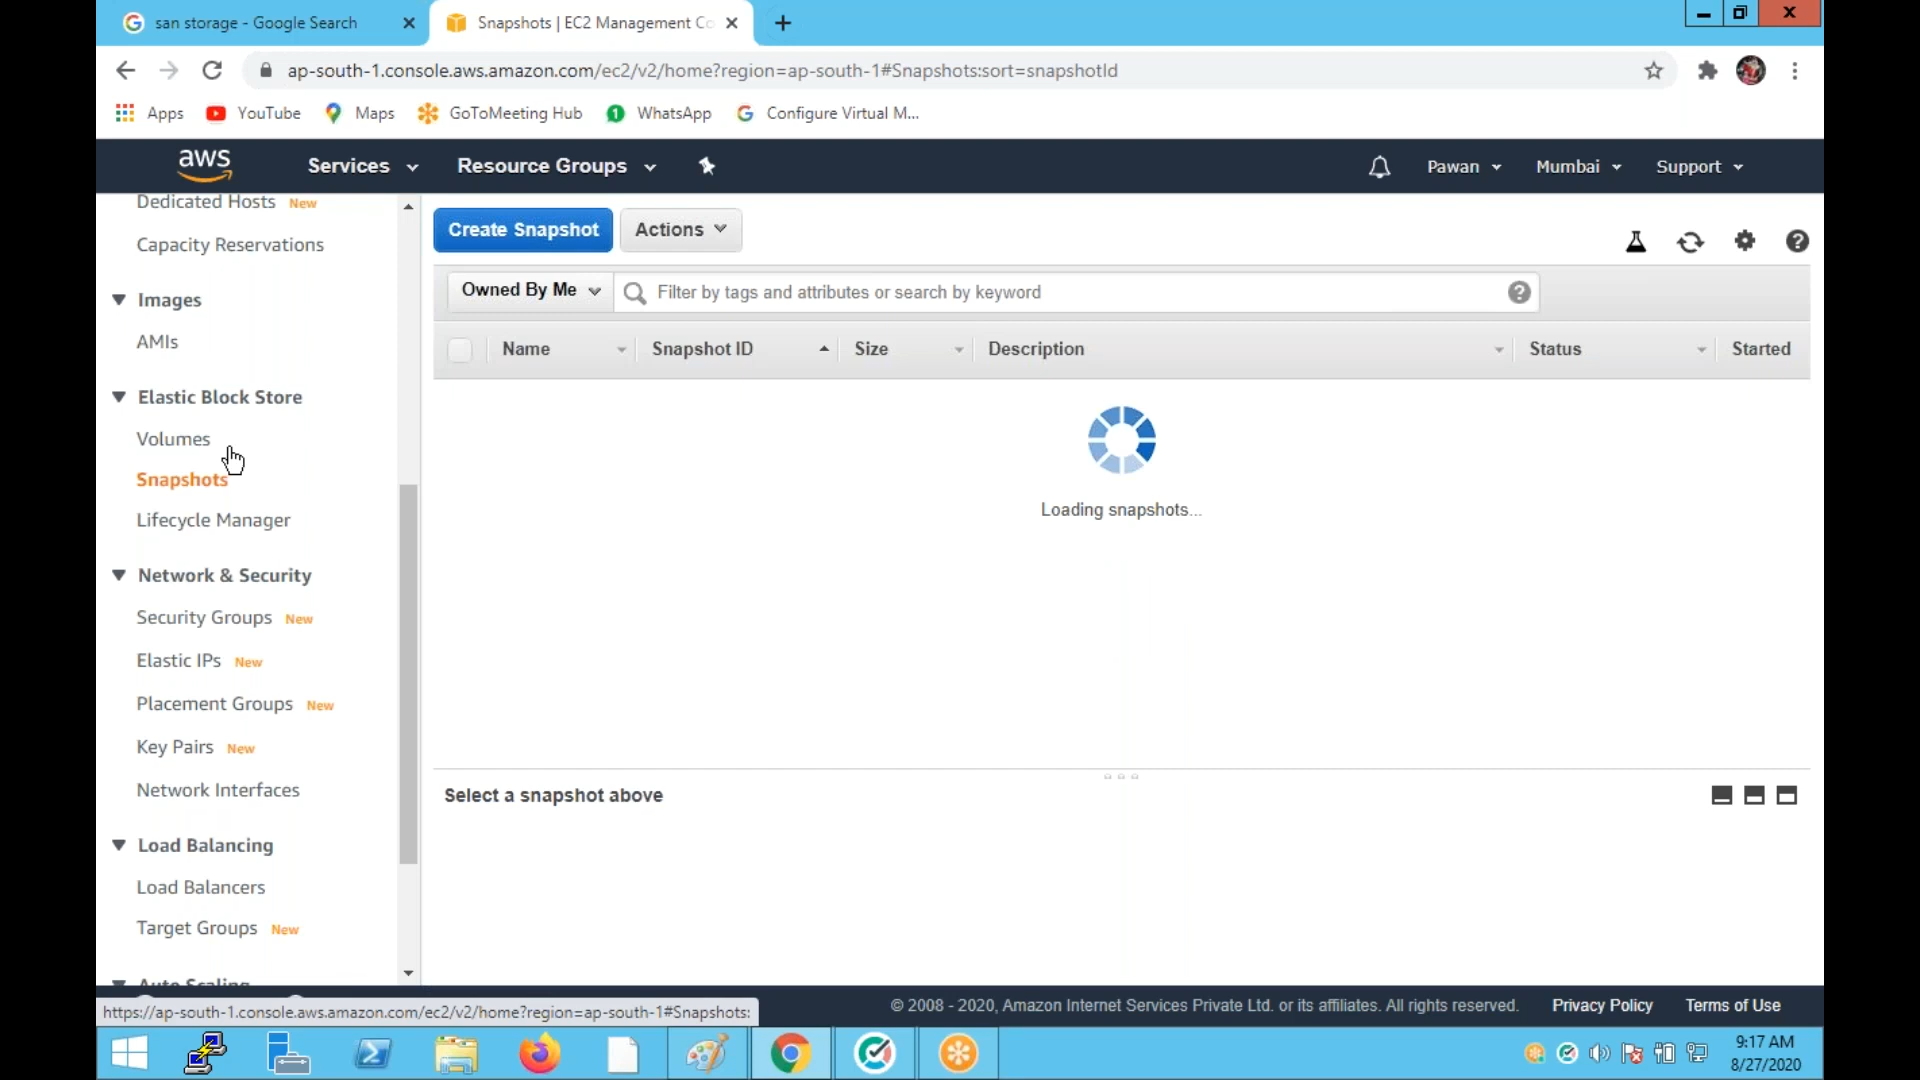 san storage - Google Search
Snapshots | EC2 Management Co
ap-south-1.console.aws.amazon.com/ec2/v2/home?region=ap-south-1#Snapshots:sort=snapshotId
Apps
YouTube
Maps
GoToMeeting Hub
1
WhatsApp
Configure Virtual M...
aws
Services
Resource Groups
Pawan
Mumbai
Support
Dedicated Hosts New
Capacity Reservations
Images
AMIs
Elastic Block Store
Volumes
Snapshots
Lifecycle Manager
Network & Security
Security Groups New
Elastic IPs New
Placement Groups New
Key Pairs New
Network Interfaces
Load Balancing
Load Balancers
Target Groups New
Auto Scaling
Create Snapshot
Actions
Owned By Me
Filter by tags and attributes or search by keyword
Name
Snapshot ID
Size
Description
Status
Started
Loading snapshots...
Select a snapshot above
https://ap-south-1.console.aws.amazon.com/ec2/v2/home?region=ap-south-1#Snapshots:
© 2008 - 2020, Amazon Internet Services Private Ltd. or its affiliates. All rights reserved.
Privacy Policy
Terms of Use
9:17 AM
8/27/2020